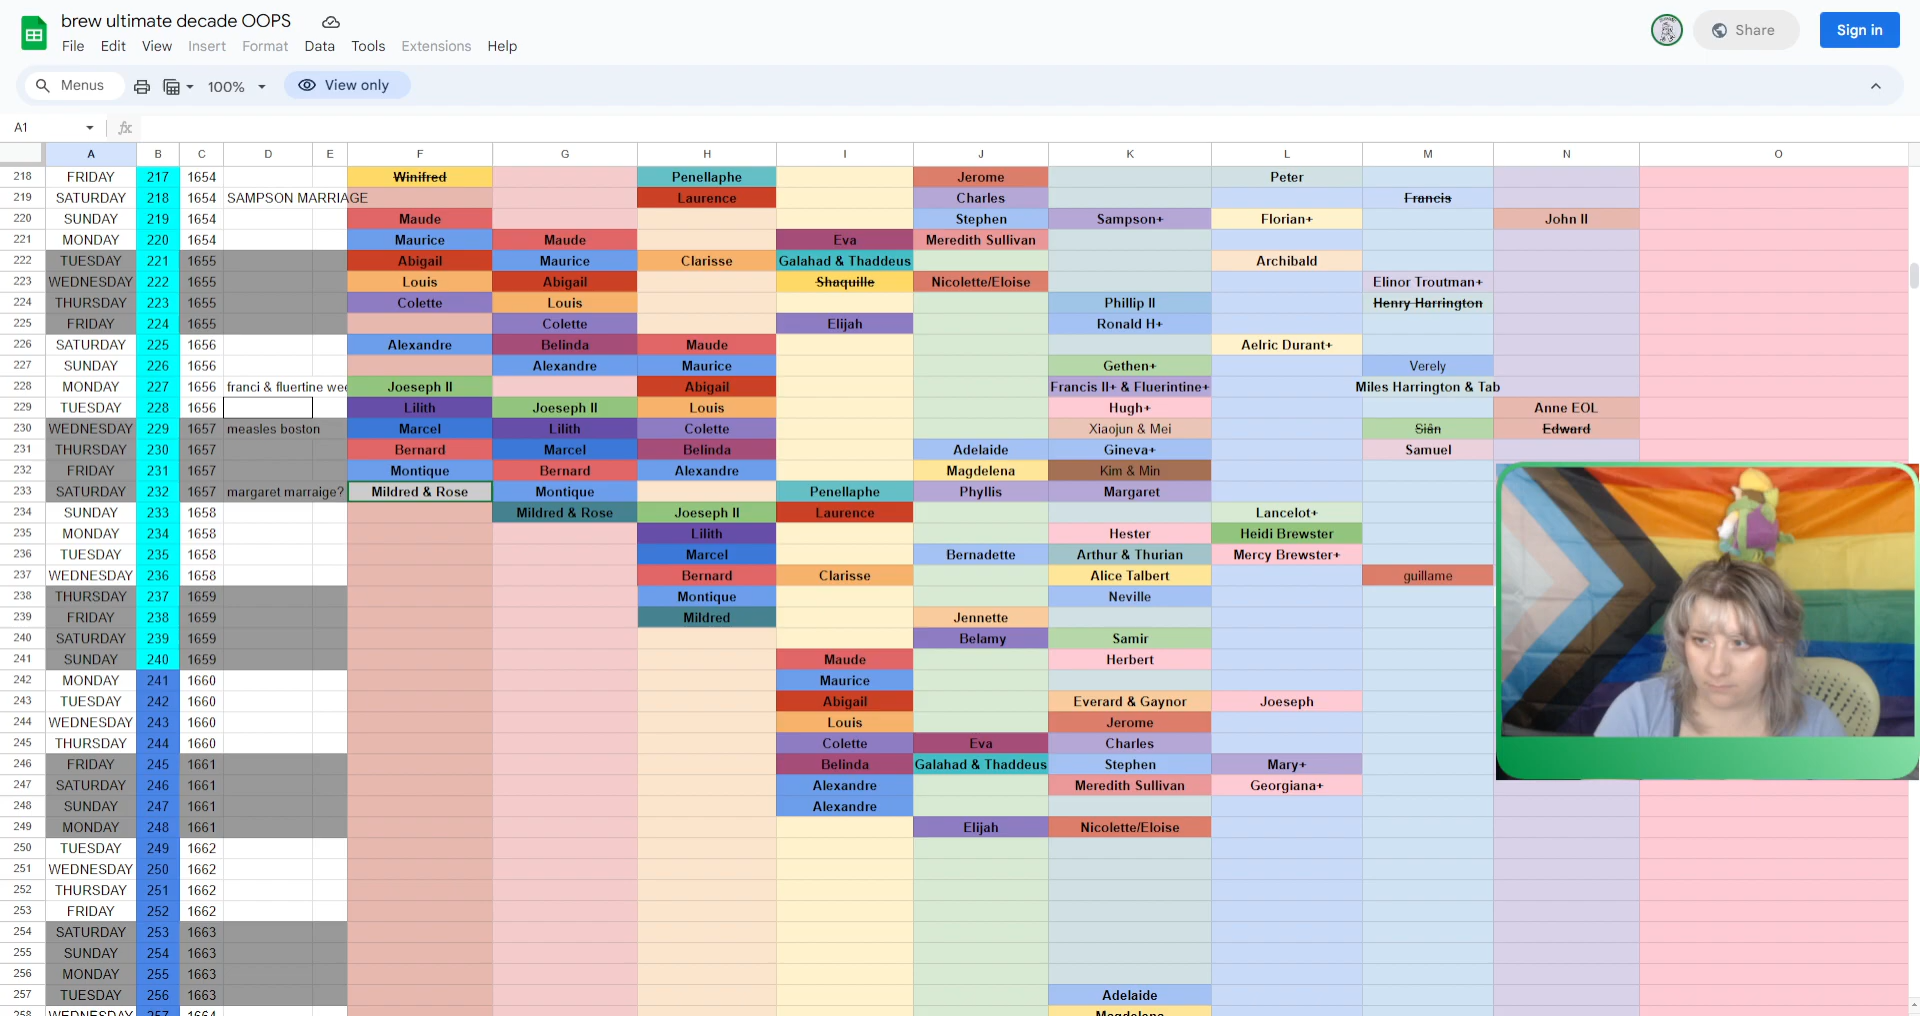 brew ultimate decade OOPS
File Edit View Insert Format Data Tools Extensions Help
Share
Sign in
Menus 100% View only
A1 fx
A B C D E F G H I J K L M N O
218 FRIDAY 217 1654 Winifred Penellaphe Jerome Peter
219 SATURDAY 218 1654 SAMPSON MARRIAGE Laurence Charles Francis
220 SUNDAY 219 1654 Maude Stephen Sampson+ Florian+ John II
221 MONDAY 220 1654 Maurice Maude Eva Meredith Sullivan
222 TUESDAY 221 1655 Abigail Maurice Clarisse Galahad & Thaddeus Archibald
223 WEDNESDAY 222 1655 Louis Abigail Shaquille Nicolette/Eloise Elinor Troutman+
224 THURSDAY 223 1655 Colette Louis Phillip II Henry Harrington
225 FRIDAY 224 1655 Colette Elijah Ronald H+
226 SATURDAY 225 1656 Alexandre Belinda Maude Aelric Durant+
227 SUNDAY 226 1656 Alexandre Maurice Gethen+ Verely
228 MONDAY 227 1656 franci & fluertine wee Joeseph II Abigail Francis II+ & Fluerintine+ Miles Harrington & Tab
229 TUESDAY 228 1656 Lilith Joeseph II Louis Hugh+ Anne EOL
230 WEDNESDAY 229 1657 measles boston Marcel Lilith Colette Xiaojun & Mei Siân Edward
231 THURSDAY 230 1657 Bernard Marcel Belinda Adelaide Gineva+ Samuel
232 FRIDAY 231 1657 Montique Bernard Alexandre Magdelena Kim & Min
233 SATURDAY 232 1657 margaret marraige? Mildred & Rose Montique Penellaphe Phyllis Margaret
234 SUNDAY 233 1658 Mildred & Rose Joeseph II Laurence Lancelot+
235 MONDAY 234 1658 Lilith Hester Heidi Brewster
236 TUESDAY 235 1658 Marcel Bernadette Arthur & Thurian Mercy Brewster+
237 WEDNESDAY 236 1658 Bernard Clarisse Alice Talbert guillame
238 THURSDAY 237 1659 Montique Neville
239 FRIDAY 238 1659 Mildred Jennette
240 SATURDAY 239 1659 Belamy Samir
241 SUNDAY 240 1659 Maude Herbert
242 MONDAY 241 1660 Maurice
243 TUESDAY 242 1660 Abigail Everard & Gaynor Joeseph
244 WEDNESDAY 243 1660 Louis Jerome
245 THURSDAY 244 1660 Colette Eva Charles
246 FRIDAY 245 1661 Belinda Galahad & Thaddeus Stephen Mary+
247 SATURDAY 246 1661 Alexandre Meredith Sullivan Georgiana+
248 SUNDAY 247 1661 Alexandre
249 MONDAY 248 1661 Elijah Nicolette/Eloise
250 TUESDAY 249 1662
251 WEDNESDAY 250 1662
252 THURSDAY 251 1662
253 FRIDAY 252 1662
254 SATURDAY 253 1663
255 SUNDAY 254 1663
256 MONDAY 255 1663
257 TUESDAY 256 1663 Adelaide
258 WEDNESDAY 257 1664 Magdelena